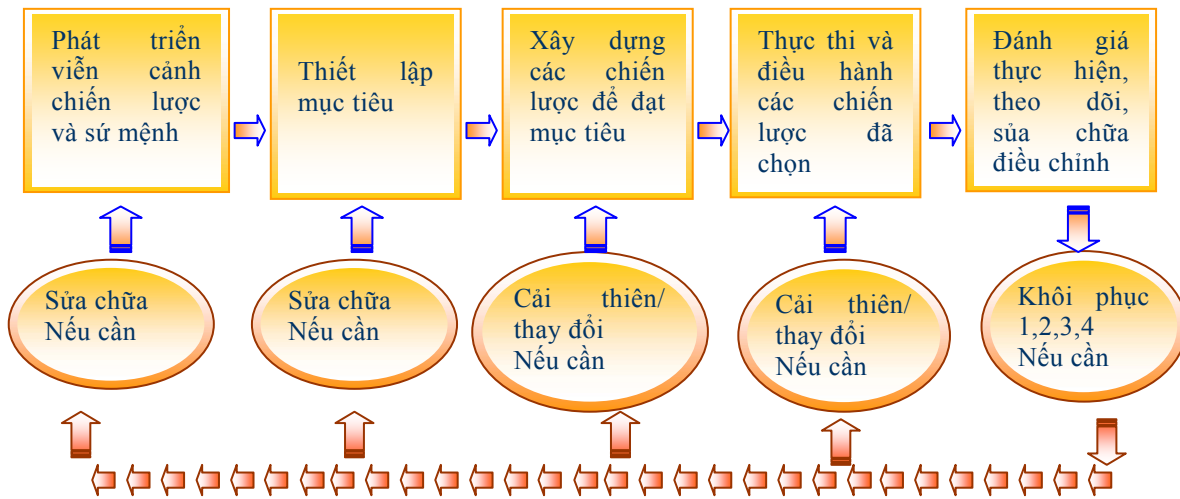 Phát triển
viễn cảnh
chiến lược
và sứ mệnh
Thiết lập
mục tiêu
Xây dựng
các chiến
lược để đạt
mục tiêu
Thực thi và
điều hành
các chiến
lược đã
chọn
Đánh giá
thực hiện,
theo dõi,
sủa chữa
điều chỉnh
Sửa chữa
Nếu cần
Sửa chữa
Nếu cần
Cải thiên/
thay đổi
Nếu cần
Cải thiên/
thay đổi
Nếu cần
Khôi phục
1,2,3,4
Nếu cần